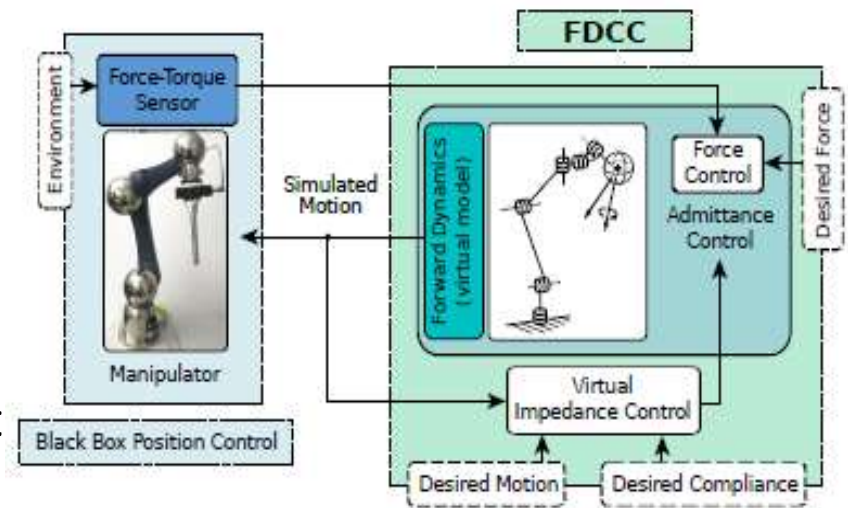 FDCC
Environment
Force-Torque
Sensor
Manipulator
Black Box Position Control
Simulated
Motion
Forward Dynamics
(virtual model)
Force
Control
Admittance
Control
Desired Force
Virtual
Impedance Control
Desired Motion
Desired Compliance